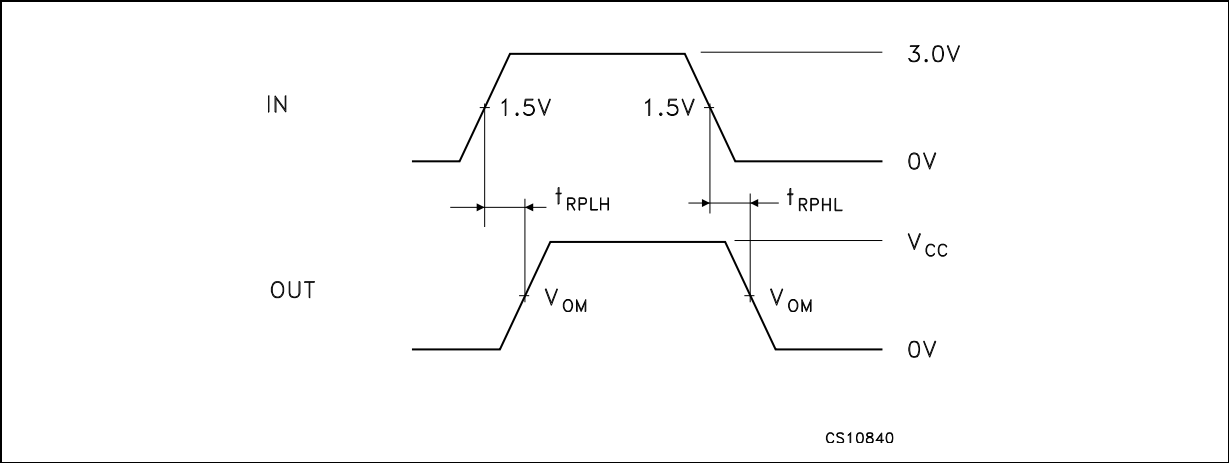 3.0V
IN
1.5V 1.5V
0V
tRPLH tRPHL
VCC
OUT
VOM VOM
0V
CS10840